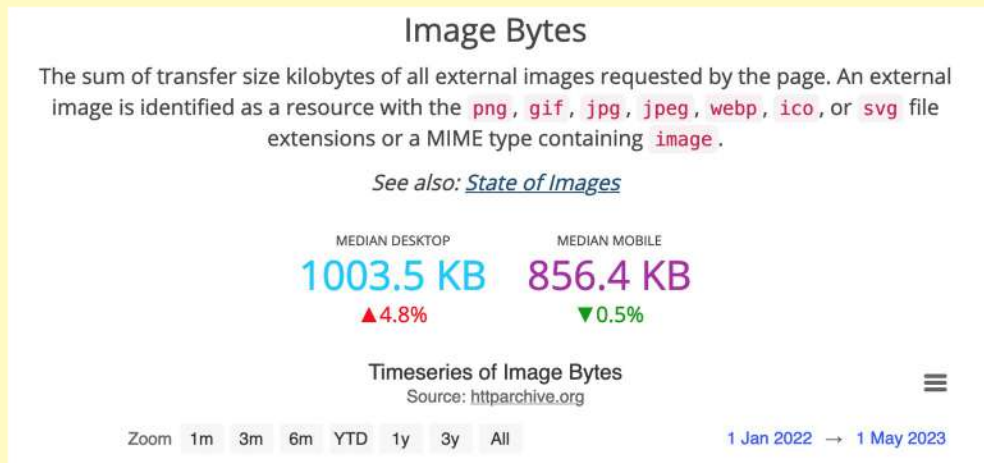 Image Bytes
The sum of transfer size kilobytes of all external images requested by the page. An external
image is identified as a resource with the png, gif, jpg, jpeg, webp, ico, or svg file
extensions or a MIME type containing image.
See also: State of Images
MEDIAN DESKTOP MEDIAN MOBILE
1003.5 KB 856.4 KB
▲4.8% ▼0.5%
Timeseries of Image Bytes
Source: httparchive.org
Zoom 1m 3m 6m YTD 1y 3y All 1 Jan 2022 → 1 May 2023